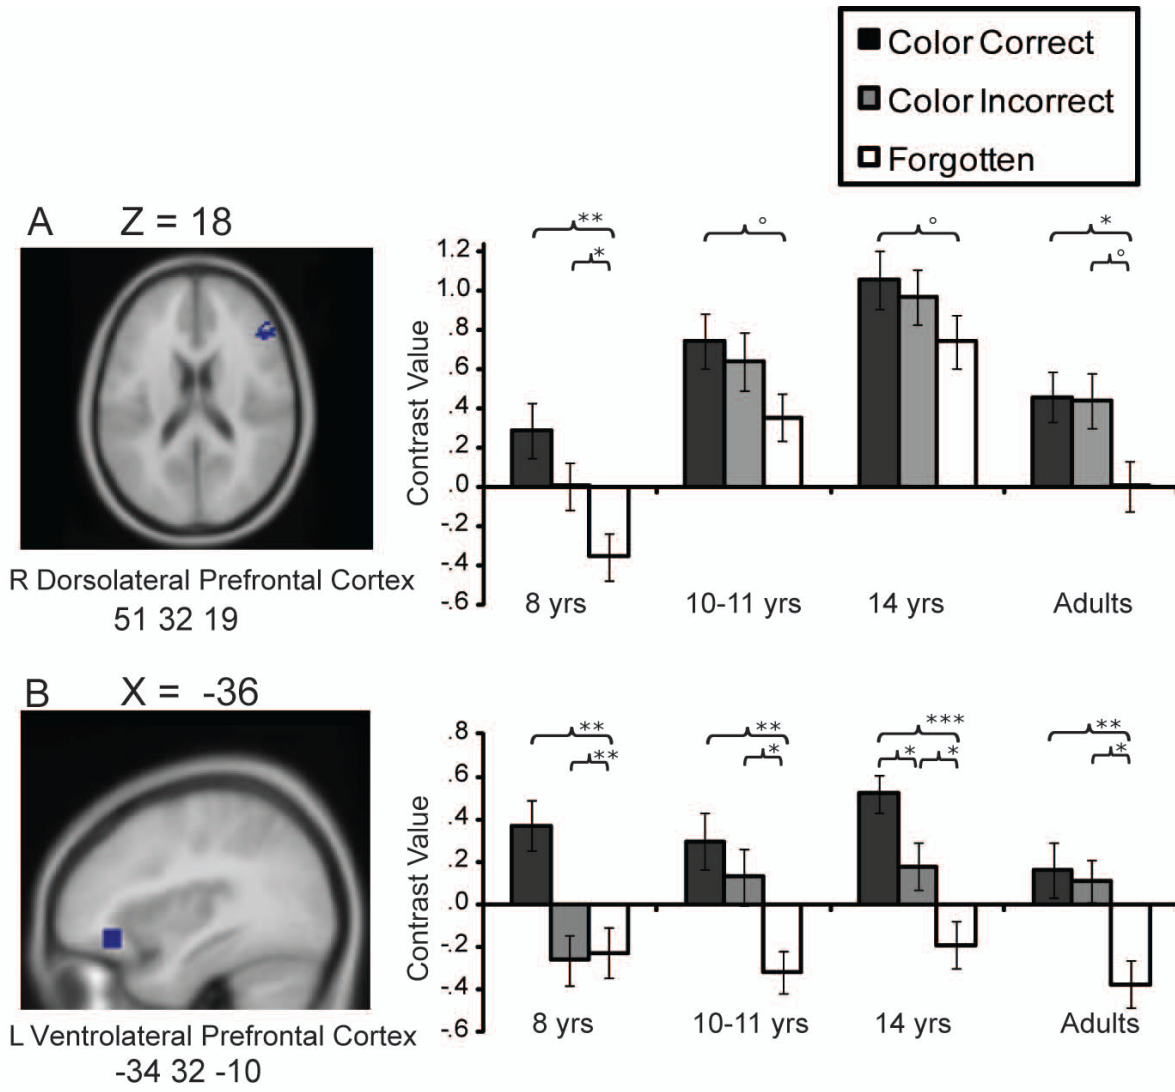 Color Correct
Color Incorrect
Forgotten
A Z = 18
R Dorsolateral Prefrontal Cortex
51 32 19
Contrast Value
1.2
1.0
.8
.6
.4
.2
.0
-.2
-.4
-.6
** * ° ° * °
8 yrs 10-11 yrs 14 yrs Adults
B X = -36
L Ventrolateral Prefrontal Cortex
-34 32 -10
Contrast Value
.8
.6
.4
.2
.0
-.2
-.4
-.6
** ** *** **
** * * * *
8 yrs 10-11 yrs 14 yrs Adults